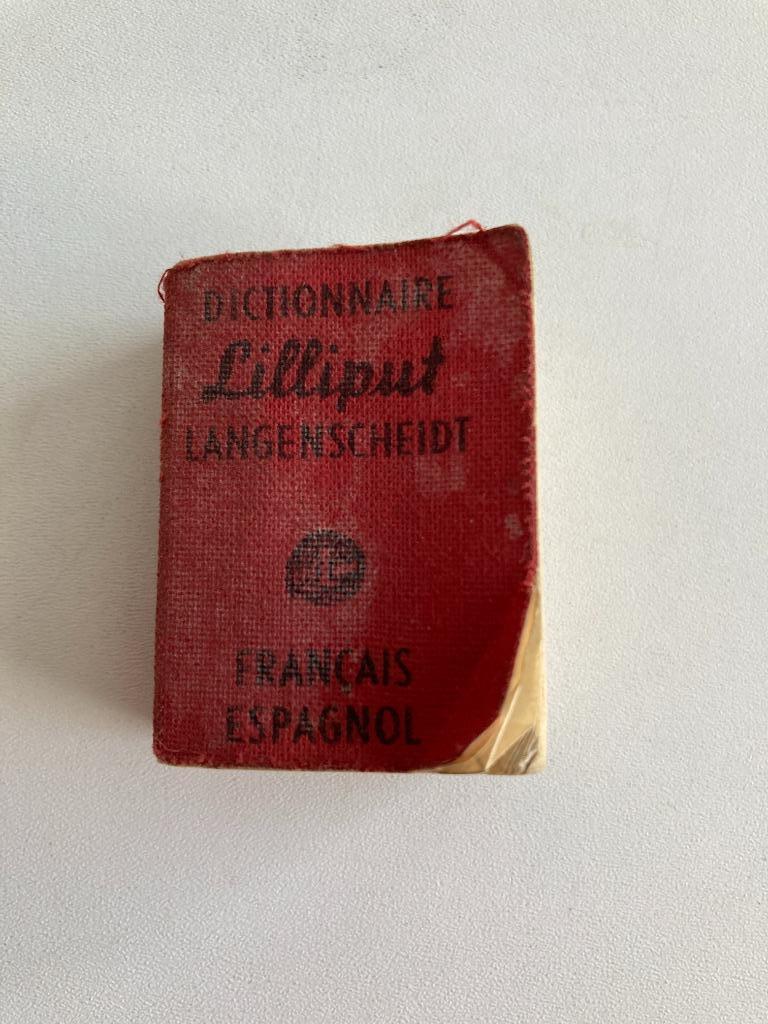 DICTIONNAIRE
Lilliput
LANGENSCHEIDT
FRANÇAIS
ESPAGNOL